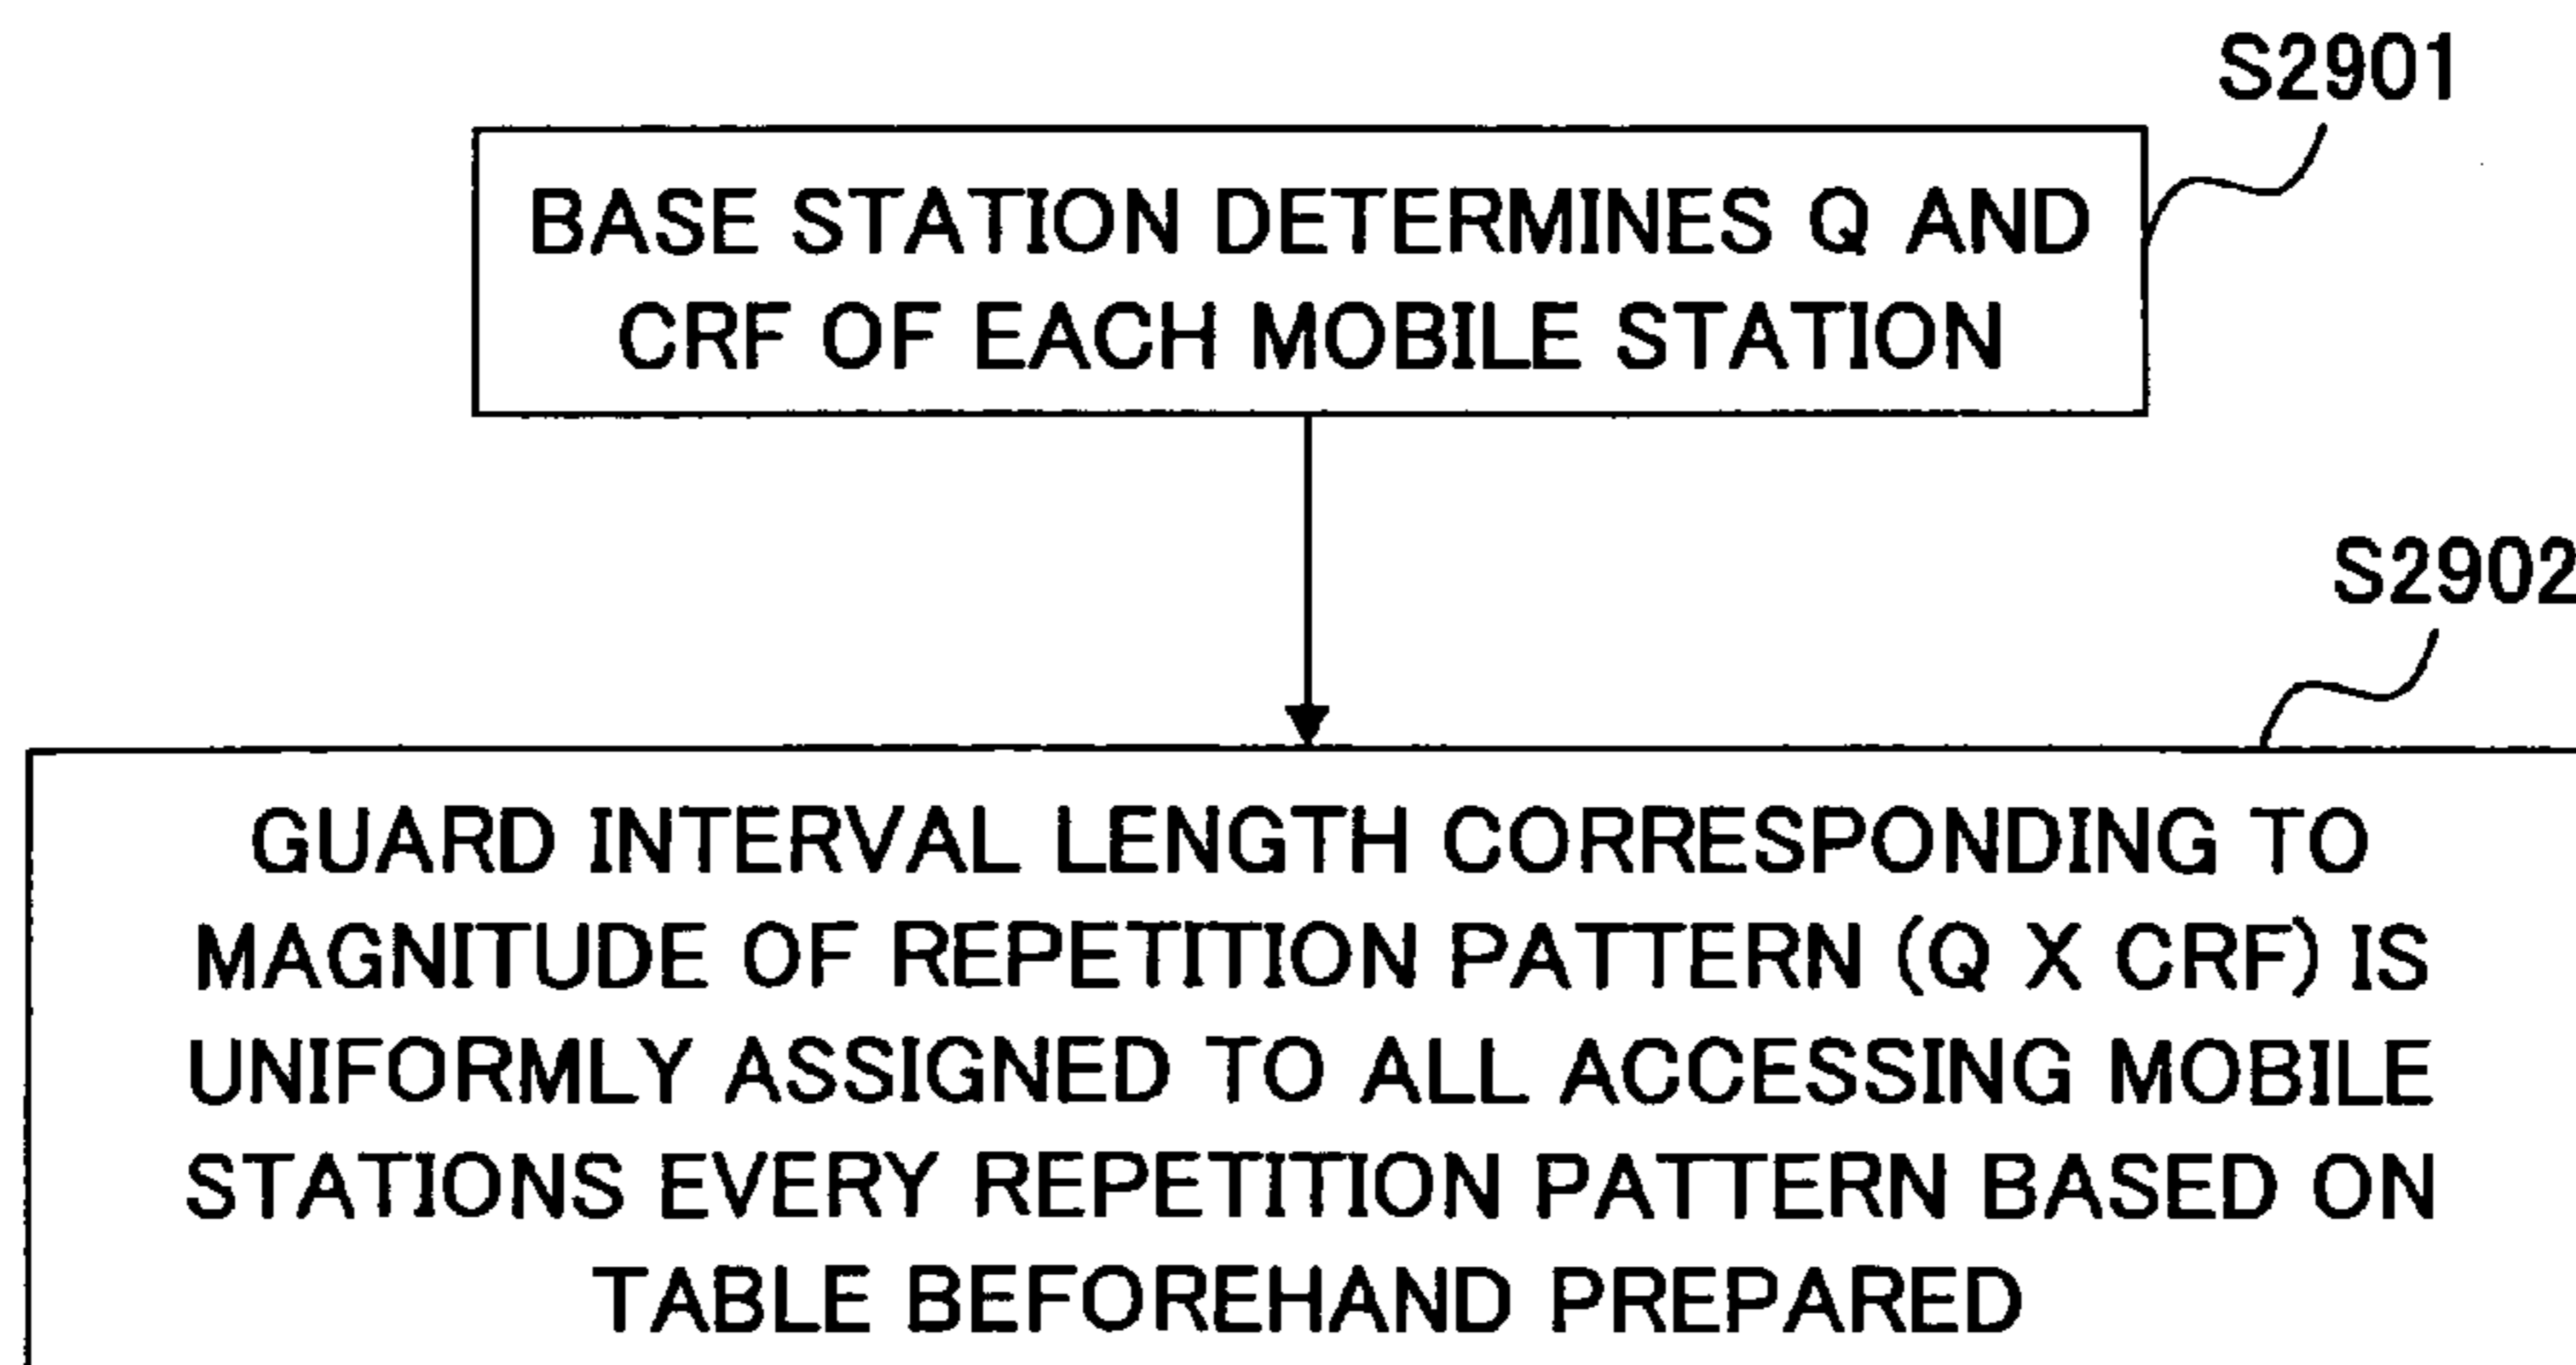 S2901
BASE STATION DETERMINES Q AND
CRF OF EACH MOBILE STATION
S2902
GUARD INTERVAL LENGTH CORRESPONDING TO
MAGNITUDE OF REPETITION PATTERN (Q X CRF) IS
UNIFORMLY ASSIGNED TO ALL ACCESSING MOBILE
STATIONS EVERY REPETITION PATTERN BASED ON
TABLE BEFOREHAND PREPARED